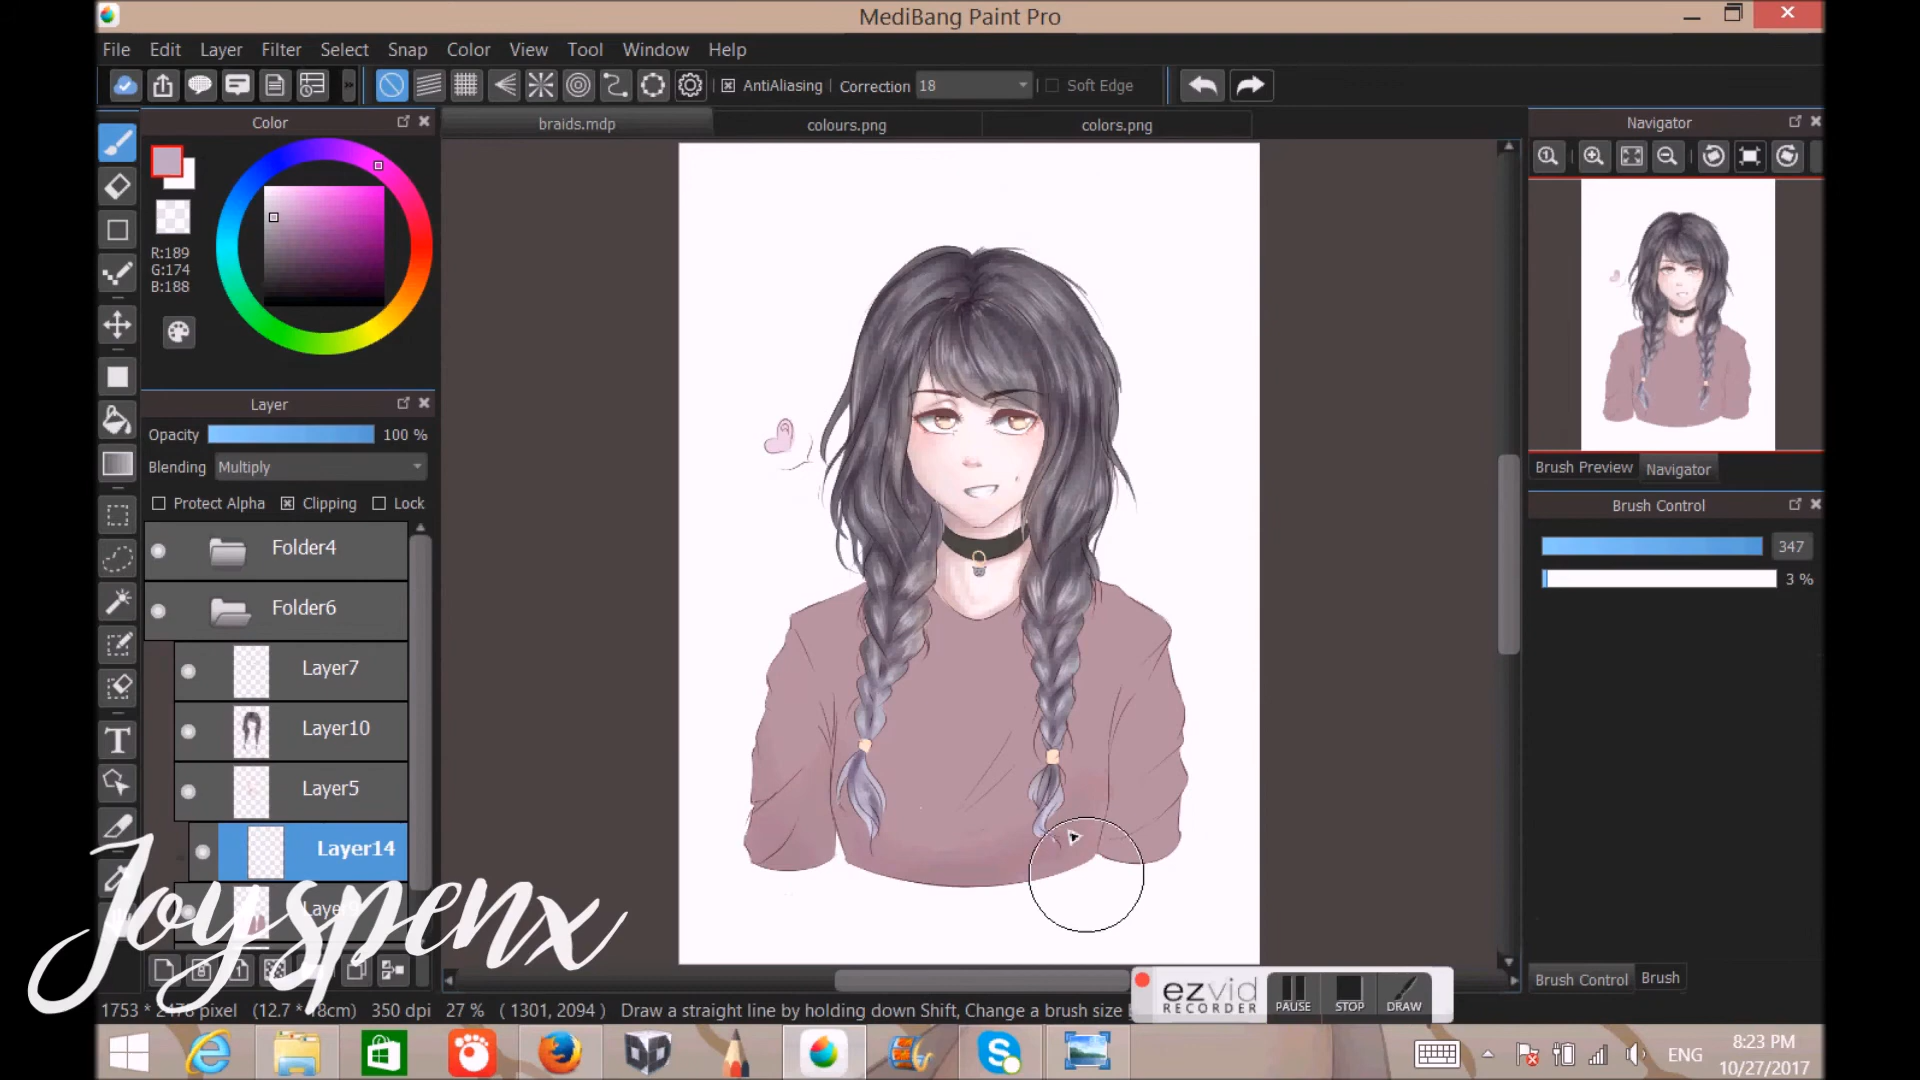 MediBang Paint Pro
File Edit Layer Filter Select Snap Color View Tool Window Help
AntiAliasing Correction 18 Soft Edge
Color
braids.mdp colours.png colors.png
Navigator
R:189
G:174
B:188
Layer
Opacity 100 %
Blending Multiply
Protect Alpha Clipping Lock
Folder4
Folder6
Layer7
Layer10
Layer5
Layer14
Brush Preview Navigator
Brush Control
347
3 %
Joyspenx
Brush Control Brush
ezvid
RECORDER
PAUSE STOP DRAW
(12.7 * 18cm) 350 dpi 27 % ( 1301, 2094 ) Draw a straight line by holding down Shift, Change a brush size
ENG
8:23 PM
10/27/2017